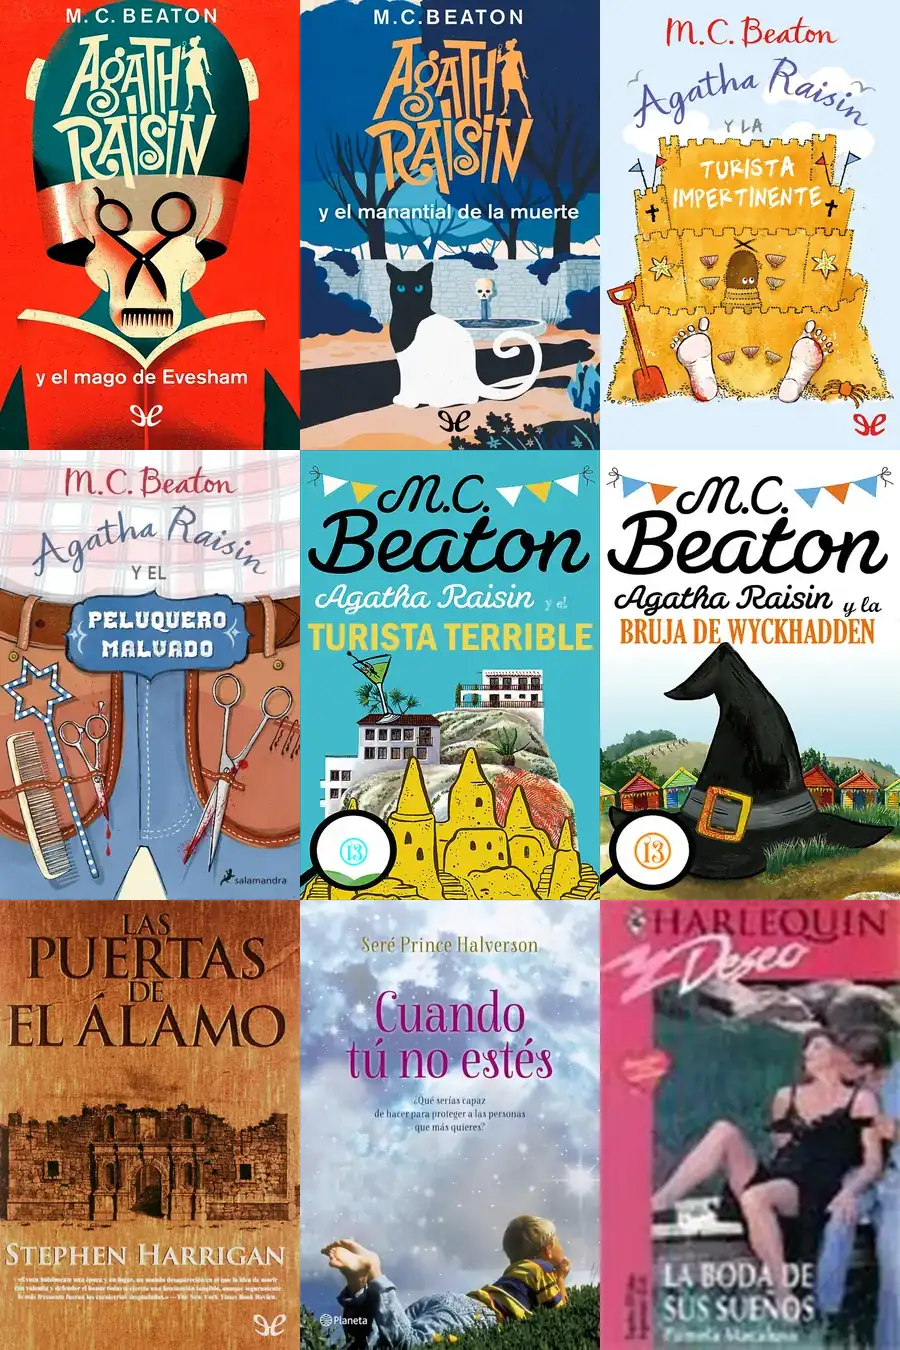 M.C.BEATON
AGATHA
RAISIN
y el mago de Evesham
M.C.BEATON
AGATHA
RAISIN
y el manantial de la muerte
M.C. Beaton
Agatha Raisin
Y LA
TURISTA
IMPERTINENTE
M.C. Beaton
Agatha Raisin
Y EL
PELUQUERO
MALVADO
salamandra
M.C.
Beaton
Agatha Raisin y el
TURISTA TERRIBLE
13
M.C.
Beaton
Agatha Raisin y la
BRUJA DE WYCKHADDEN
13
LAS
PUERTAS
DE
EL ÁLAMO
STEPHEN HARRIGAN
Seré Prince Halverson
Cuando
tú no estés
¿Qué serías capaz
de hacer para proteger a las personas
que más quieres?
Planeta
HARLEQUIN
Deseo
LA BODA DE
SUS SUEÑOS